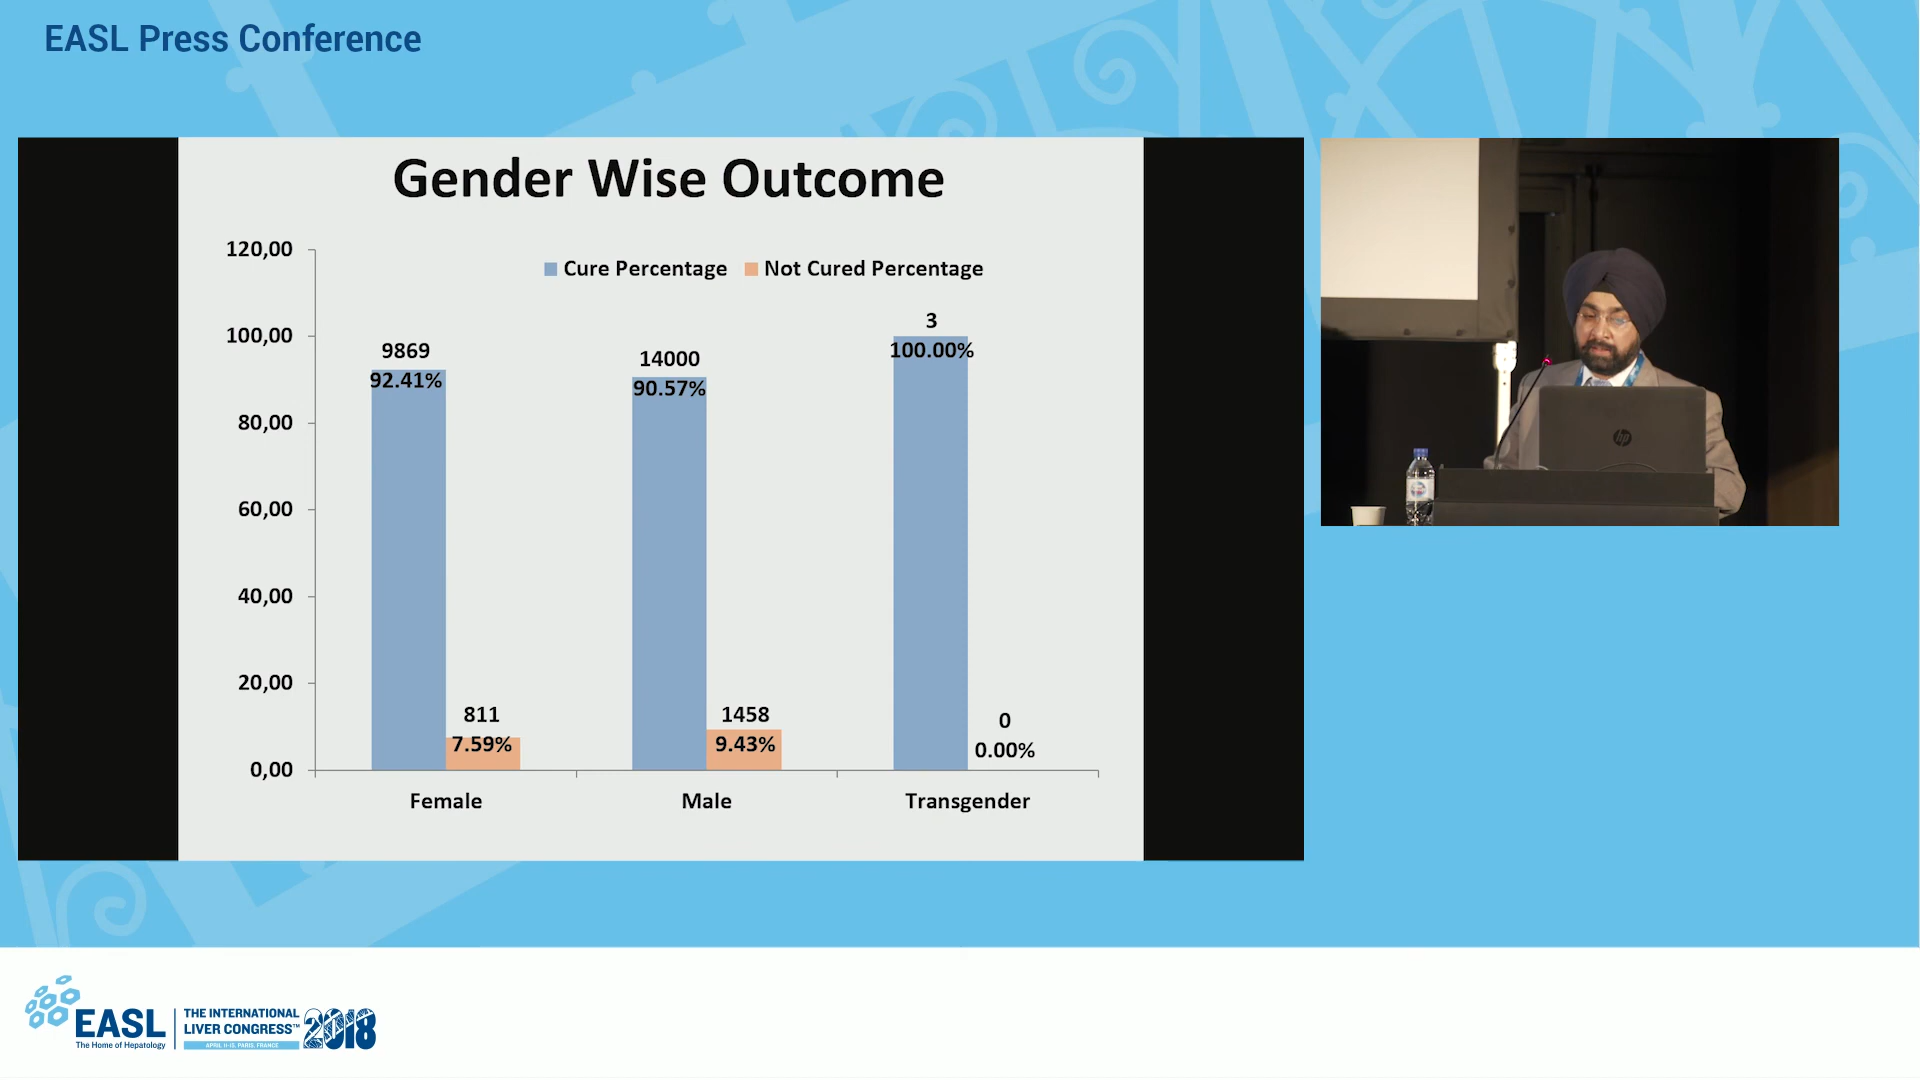 EASL Press Conference
Gender Wise Outcome
120,00
100,00
80,00
60,00
40,00
20,00
0,00
Cure Percentage Not Cured Percentage
9869
92.41%
811
7.59%
14000
90.57%
1458
9.43%
3
100.00%
0
0.00%
Female Male Transgender
hp
EASL
The Home of Hepatology
THE INTERNATIONAL
LIVER CONGRESS™
2018
APRIL 11-15, PARIS, FRANCE